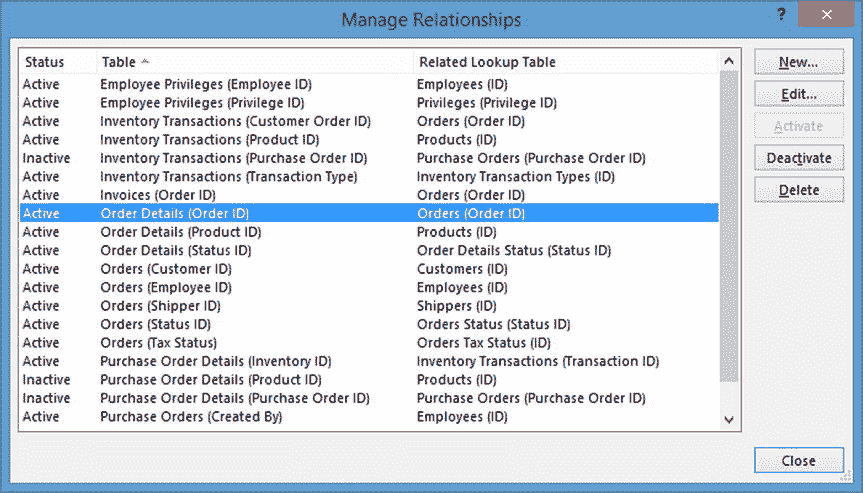 Manage Relationships
? ×
Status Table Related Lookup Table
Active Employee Privileges (Employee ID) Employees (ID)
Active Employee Privileges (Privilege ID) Privileges (Privilege ID)
Active Inventory Transactions (Customer Order ID) Orders (Order ID)
Active Inventory Transactions (Product ID) Products (ID)
Inactive Inventory Transactions (Purchase Order ID) Purchase Orders (Purchase Order ID)
Active Inventory Transactions (Transaction Type) Inventory Transaction Types (ID)
Active Invoices (Order ID) Orders (Order ID)
Active Order Details (Order ID) Orders (Order ID)
Active Order Details (Product ID) Products (ID)
Active Order Details (Status ID) Order Details Status (Status ID)
Active Orders (Customer ID) Customers (ID)
Active Orders (Employee ID) Employees (ID)
Active Orders (Shipper ID) Shippers (ID)
Active Orders (Status ID) Orders Status (Status ID)
Active Orders (Tax Status) Orders Tax Status (ID)
Active Purchase Order Details (Inventory ID) Inventory Transactions (Transaction ID)
Inactive Purchase Order Details (Product ID) Products (ID)
Inactive Purchase Order Details (Purchase Order ID) Purchase Orders (Purchase Order ID)
Active Purchase Orders (Created By) Employees (ID)
New...
Edit...
Activate
Deactivate
Delete
Close